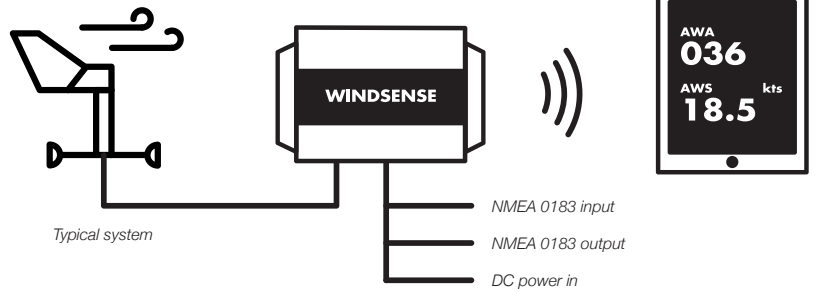 WINDSENSE
AWA
036
AWS kts
18.5
Typical system
NMEA 0183 input
NMEA 0183 output
DC power in